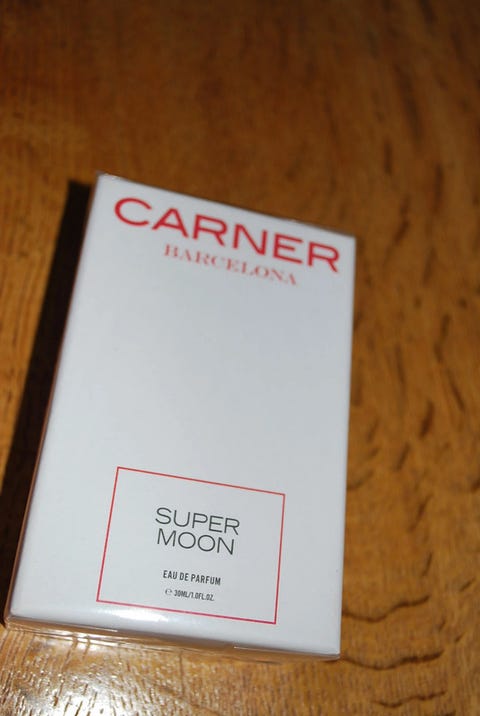 CARNER
BARCELONA
SUPER
MOON
EAU DE PARFUM
℮ 30ML/1.0FL.OZ.